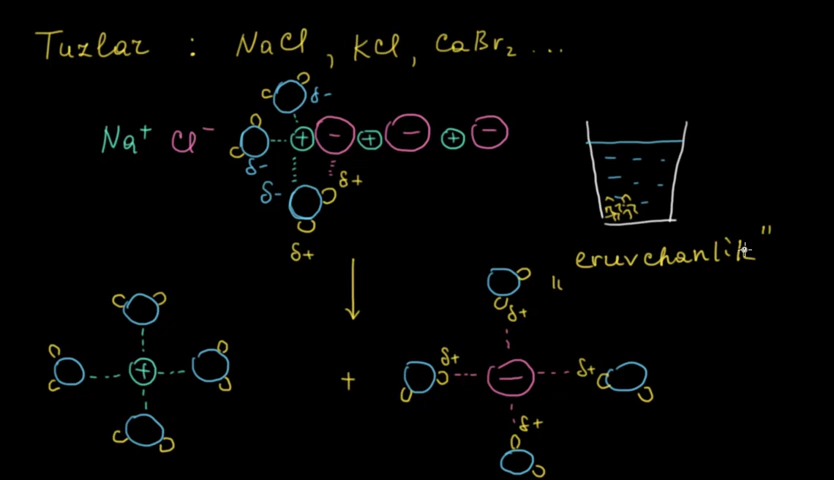 Tuzlar : NaCl, KCl, CaBr₂ ...
δ-
Na⁺ Cl⁻ + - + - + -
δ-
δ- δ+
δ+
"eruvchanlik"
δ+
δ+
+ + - δ+
δ+